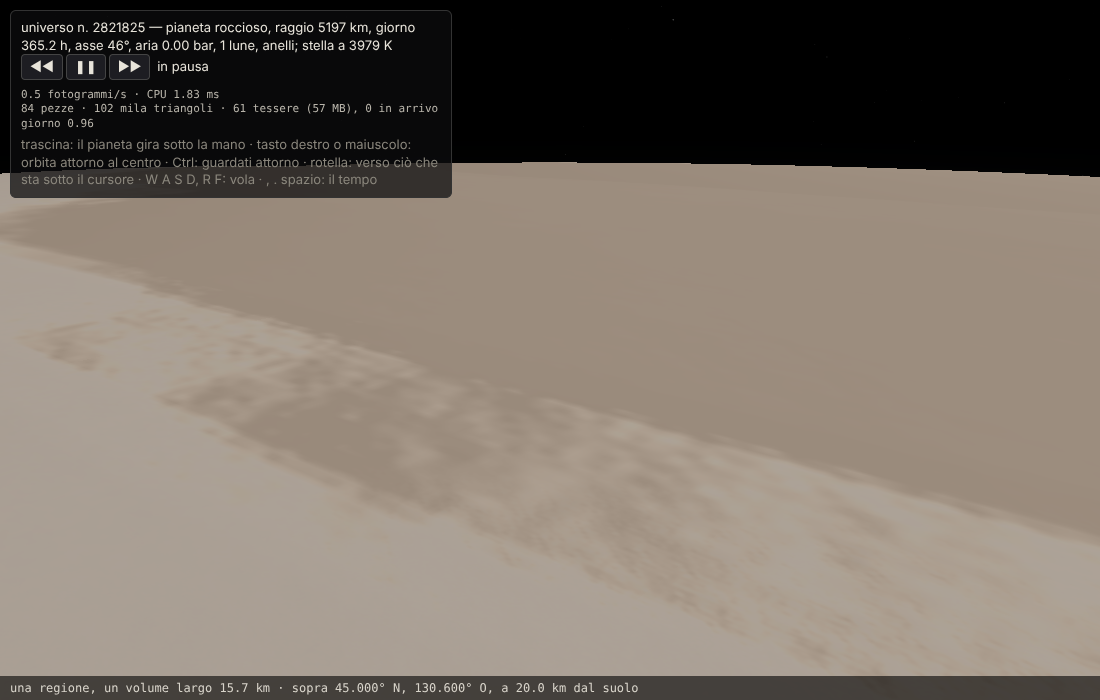 universo n. 2821825 — pianeta roccioso, raggio 5197 km, giorno
365.2 h, asse 46°, aria 0.00 bar, 1 lune, anelli; stella a 3979 K
in pausa
0.5 fotogrammi/s · CPU 1.83 ms
84 pezze · 102 mila triangoli · 61 tessere (57 MB), 0 in arrivo
giorno 0.96
trascina: il pianeta gira sotto la mano · tasto destro o maiuscolo:
orbita attorno al centro · Ctrl: guardati attorno · rotella: verso ciò che
sta sotto il cursore · W A S D, R F: vola · , . spazio: il tempo
una regione, un volume largo 15.7 km · sopra 45.000° N, 130.600° O, a 20.0 km dal suolo